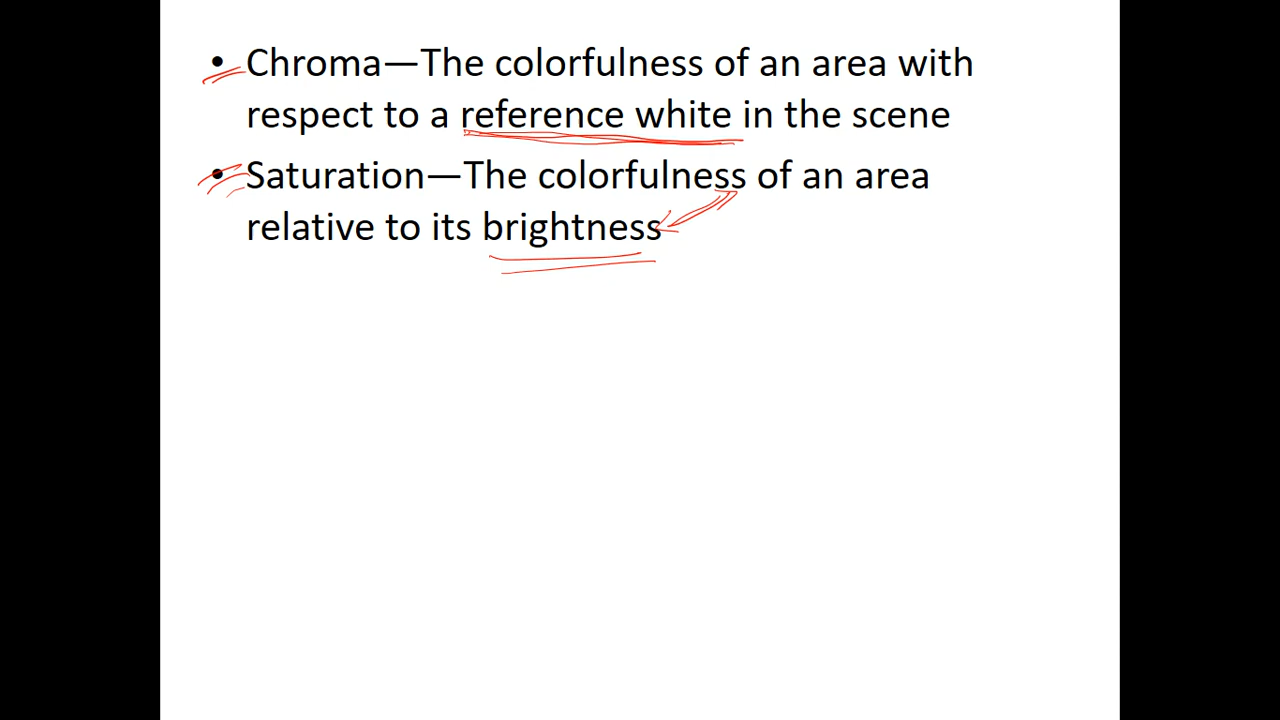 • Chroma—The colorfulness of an area with
respect to a reference white in the scene
• Saturation—The colorfulness of an area
relative to its brightness